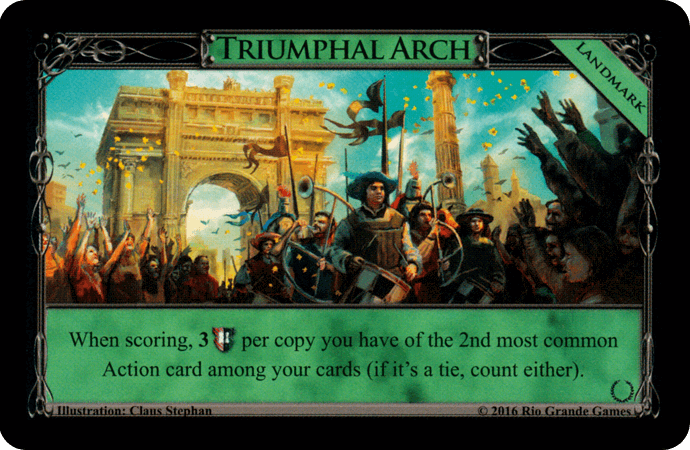 TRIUMPHAL ARCH
LANDMARK
When scoring, 3 per copy you have of the 2nd most common
Action card among your cards (if it's a tie, count either).
Illustration: Claus Stephan
© 2016 Rio Grande Games